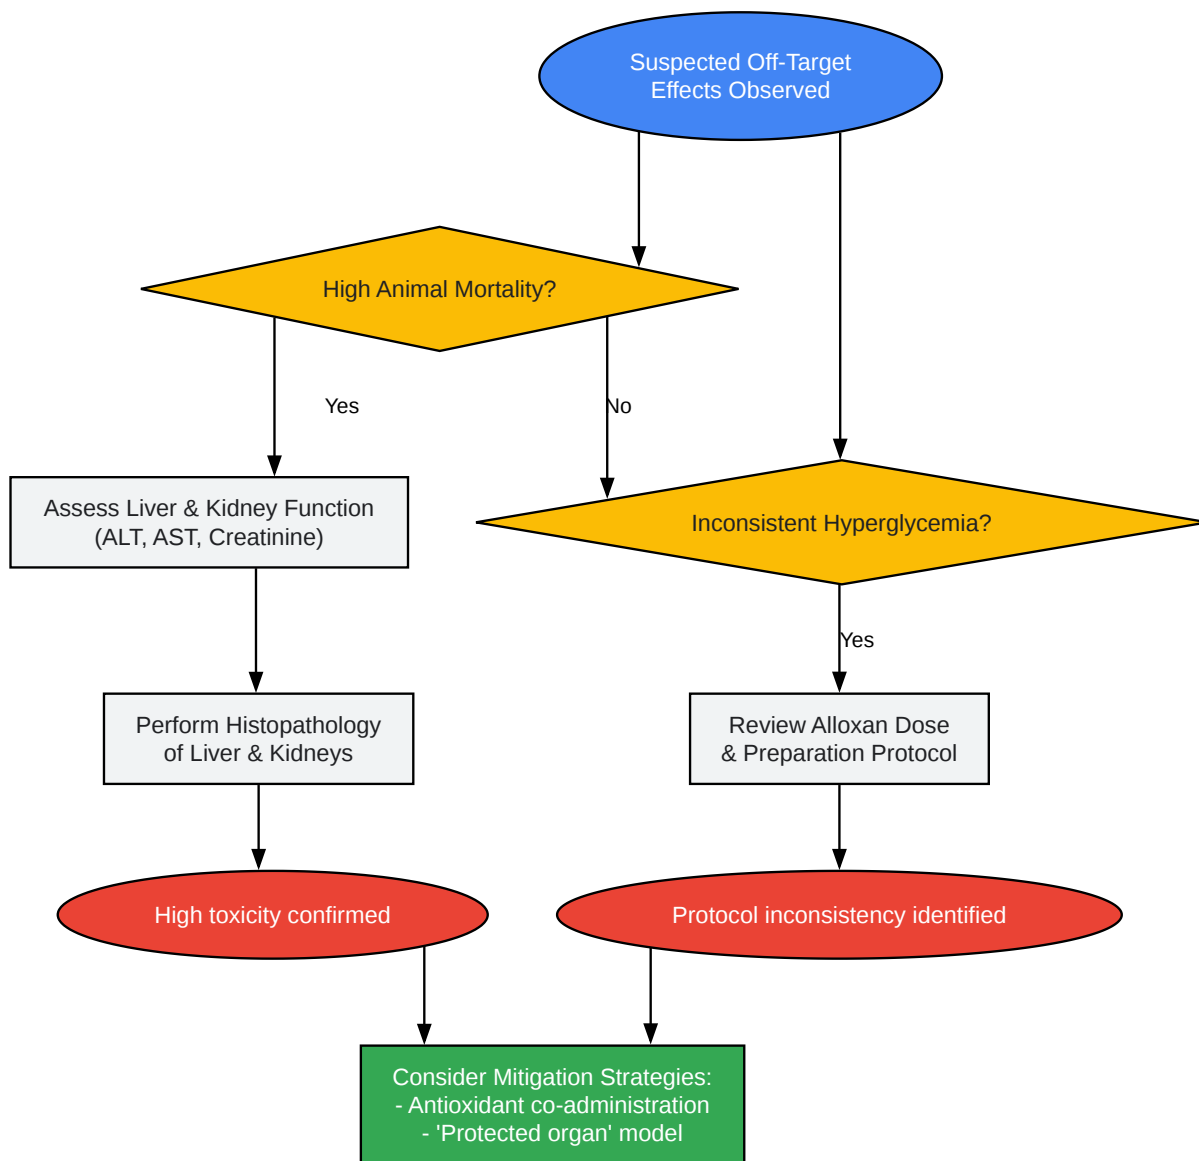 Suspected Off-Target
Effects Observed
High Animal Mortality?
Yes
No
Assess Liver & Kidney Function
(ALT, AST, Creatinine)
Inconsistent Hyperglycemia?
Yes
Perform Histopathology
of Liver & Kidneys
Review Alloxan Dose
& Preparation Protocol
High toxicity confirmed
Protocol inconsistency identified
Consider Mitigation Strategies:
- Antioxidant co-administration
- 'Protected organ' model